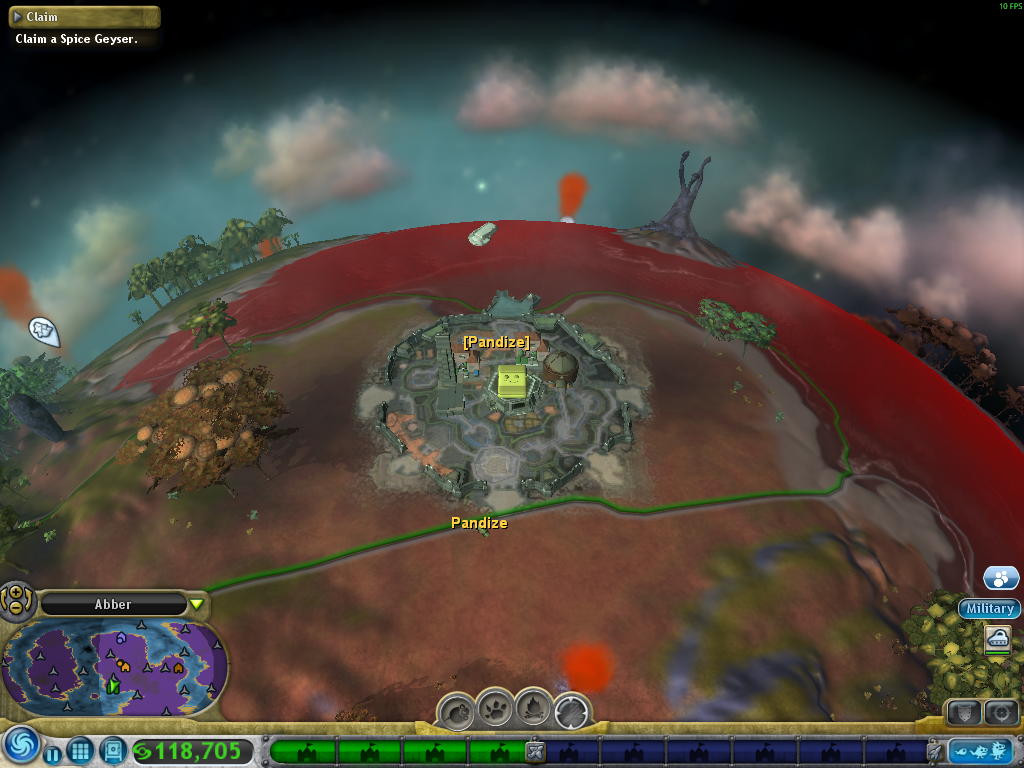 Claim
10 FPS
Claim a Spice Geyser.
[Pandize]
Pandize
Abber
Military
118,705